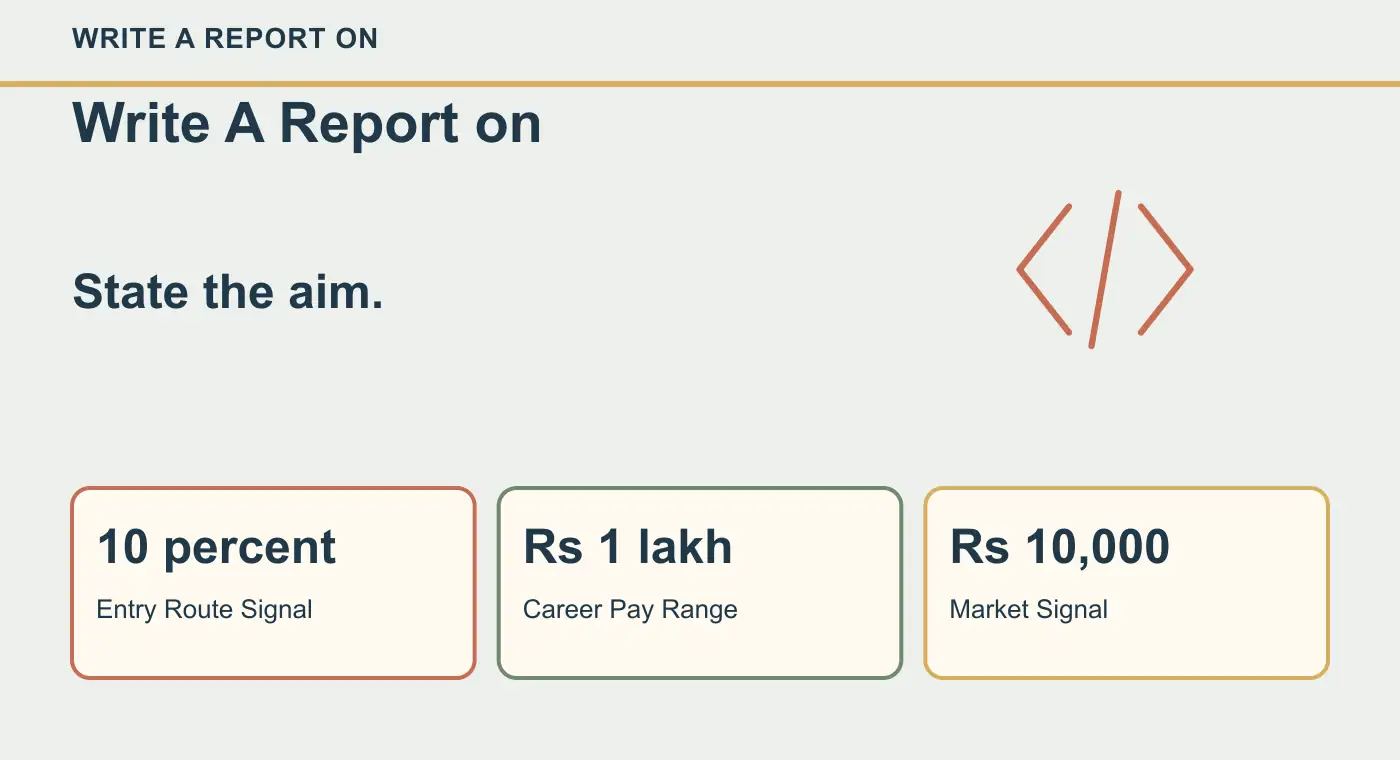 WRITE A REPORT ON
Write A Report on
State the aim.
10 percent
Entry Route Signal
Rs 1 lakh
Career Pay Range
Rs 10,000
Market Signal